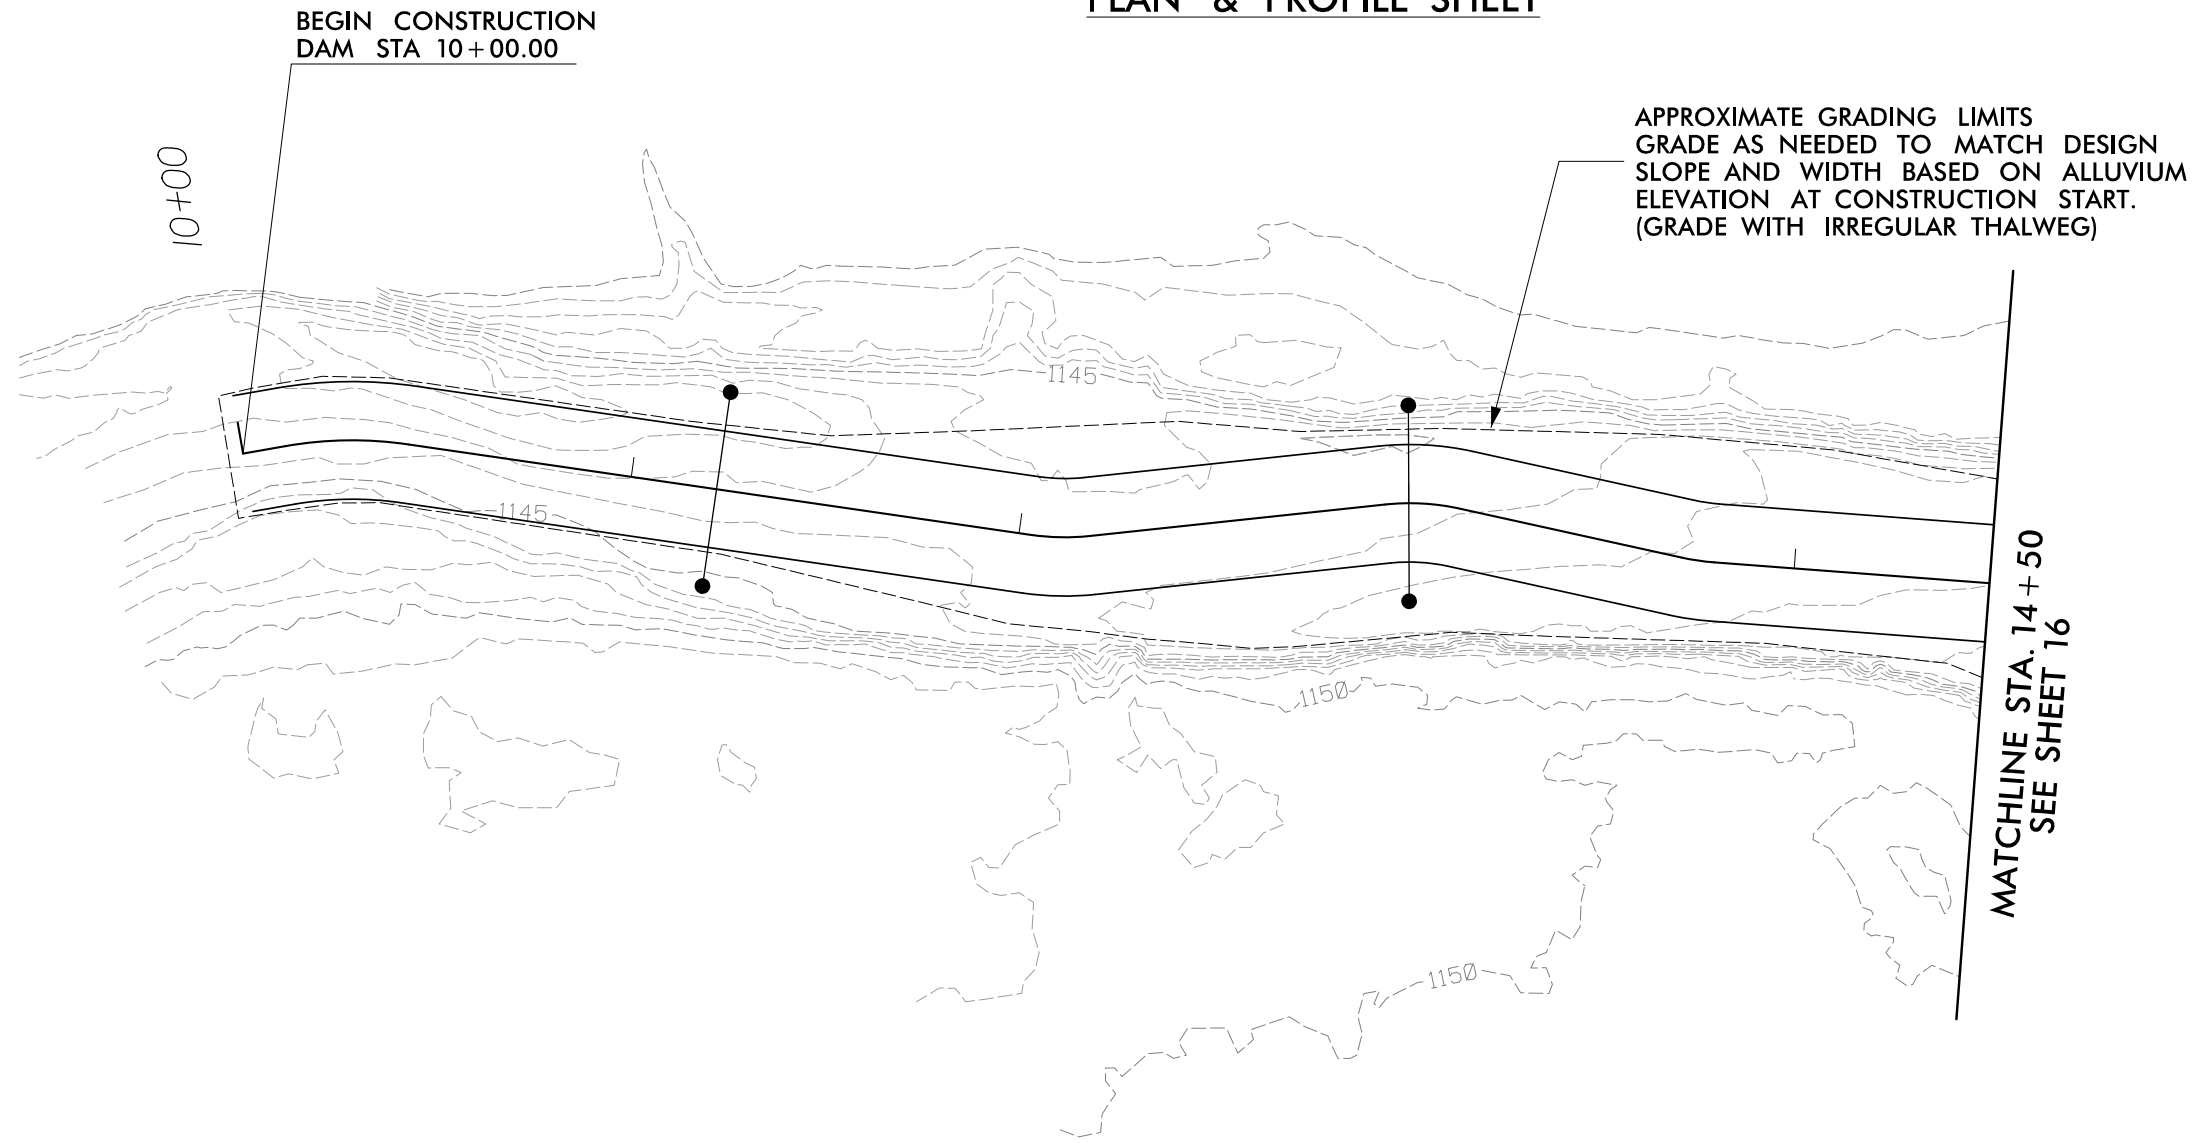 PLAN & PROFILE SHEET
BEGIN CONSTRUCTION
DAM STA 10+00.00
APPROXIMATE GRADING LIMITS
GRADE AS NEEDED TO MATCH DESIGN
SLOPE AND WIDTH BASED ON ALLUVIUM
ELEVATION AT CONSTRUCTION START.
(GRADE WITH IRREGULAR THALWEG)
10+00
1145
1145
1150
1150
MATCHLINE STA. 14+50
SEE SHEET 16